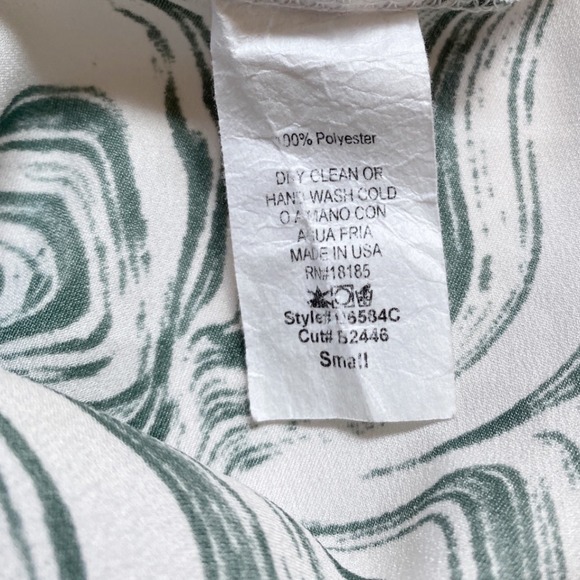 100% Polyester
DRY CLEAN OR
HAND WASH COLD
O A MANO CON
AGUA FRIA
MADE IN USA
RN#18185
Style#
Cut# B2446
Small